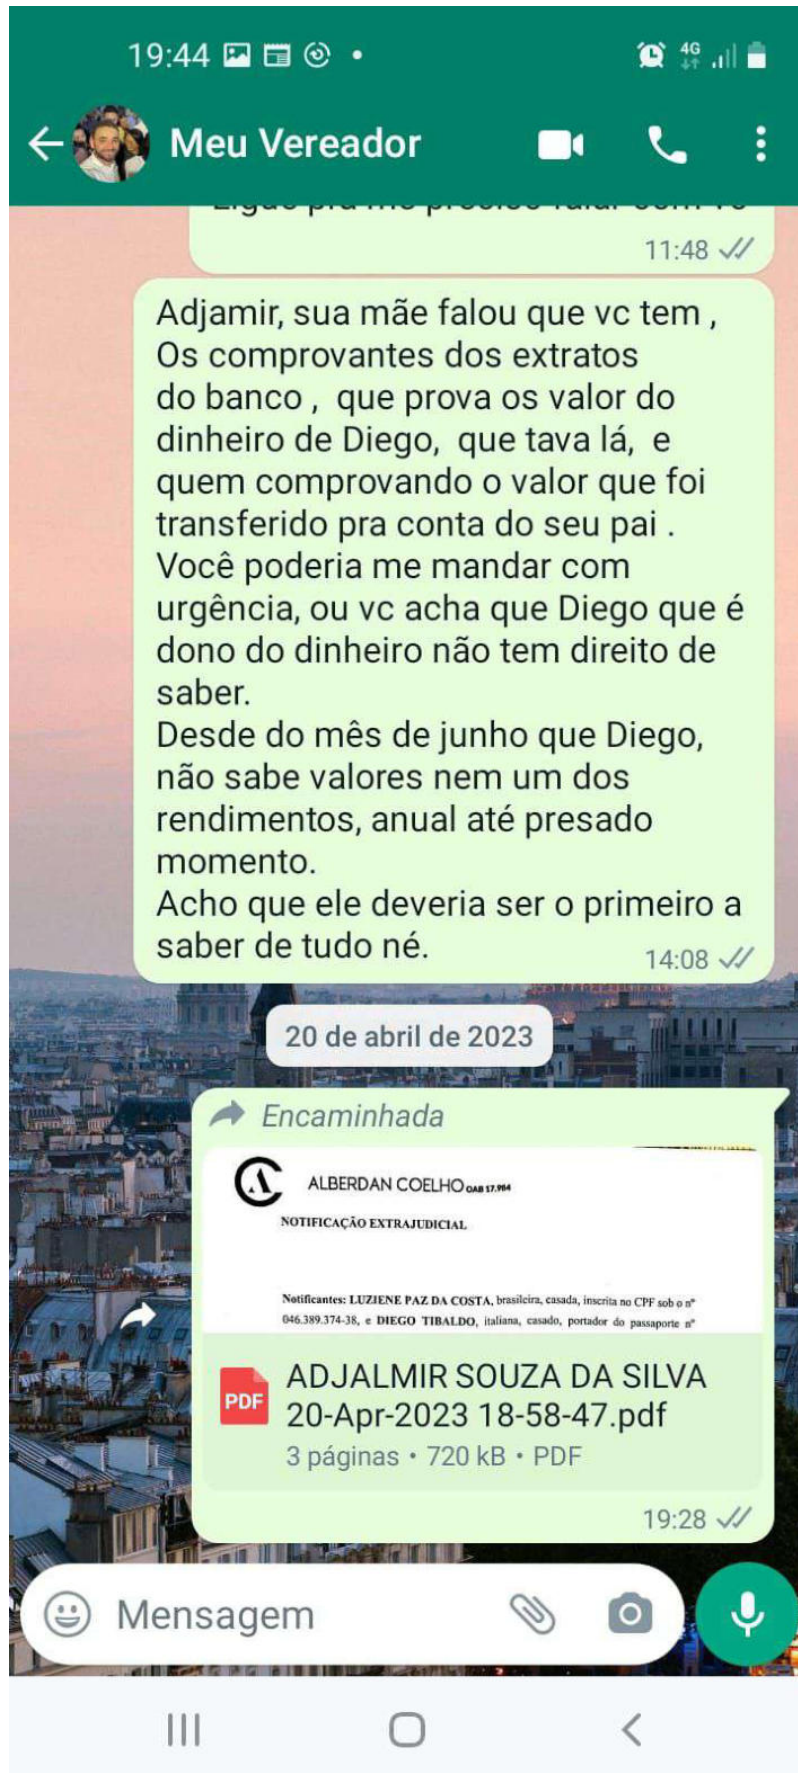 19:44
4G
Meu Vereador
11:48
Adjamir, sua mãe falou que vc tem ,
Os comprovantes dos extratos
do banco , que prova os valor do
dinheiro de Diego, que tava lá, e
quem comprovando o valor que foi
transferido pra conta do seu pai .
Você poderia me mandar com
urgência, ou vc acha que Diego que é
dono do dinheiro não tem direito de
saber.
Desde do mês de junho que Diego,
não sabe valores nem um dos
rendimentos, anual até presado
momento.
Acho que ele deveria ser o primeiro a
saber de tudo né.
14:08
20 de abril de 2023
Encaminhada
ALBERDAN COELHO OAB 17.984
NOTIFICAÇÃO EXTRAJUDICIAL
Notificantes: LUZIENE PAZ DA COSTA, brasileira, casada, inscrita no CPF sob o nº
046.389.374-38, e DIEGO TIBALDO, italiana, casado, portador do passaporte nº
PDF
ADJALMIR SOUZA DA SILVA
20-Apr-2023 18-58-47.pdf
3 páginas • 720 kB • PDF
19:28
Mensagem